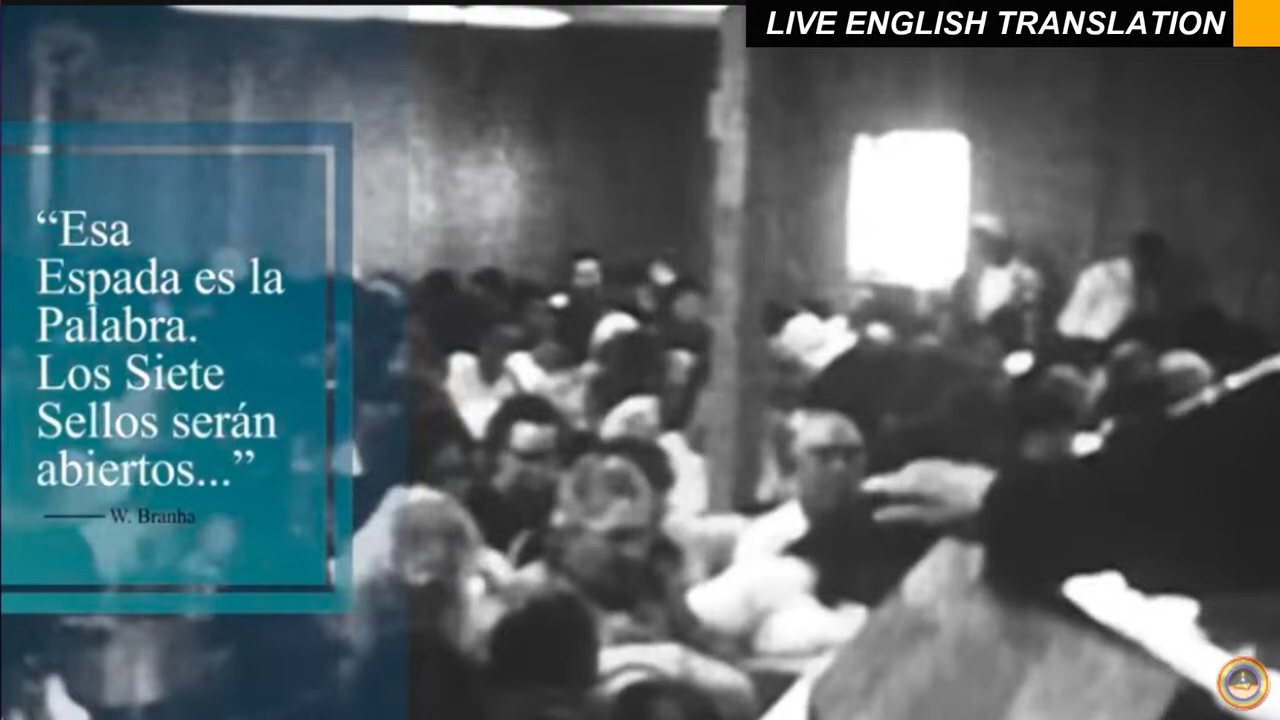 LIVE ENGLISH TRANSLATION
“Esa
Espada es la
Palabra.
Los Siete
Sellos serán
abiertos...”
W. Branha